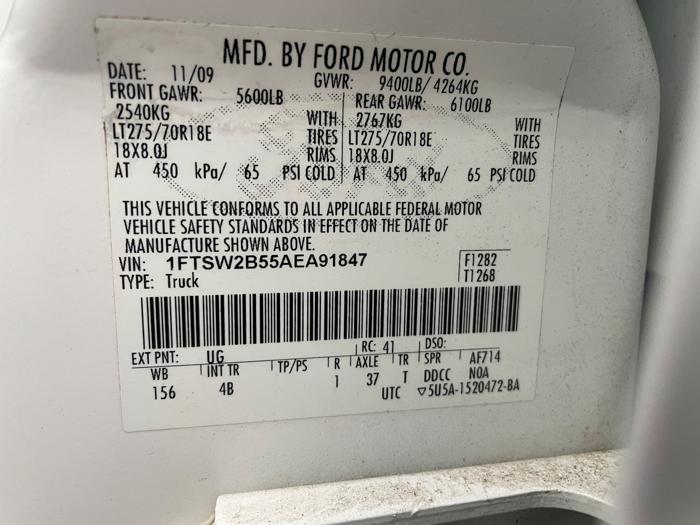 MFD. BY FORD MOTOR CO.
DATE: 11/09 GVWR: 9400LB/ 4264KG
FRONT GAWR: 5600LB REAR GAWR: 6100LB
2540KG WITH 2767KG WITH
LT275/70R18E TIRES LT275/70R18E TIRES
18X8.0J RIMS 18X8.0J RIMS
AT 450 kPa/ 65 PSI COLD AT 450 kPa/ 65 PSI COLD
THIS VEHICLE CONFORMS TO ALL APPLICABLE FEDERAL MOTOR
VEHICLE SAFETY STANDARDS IN EFFECT ON THE DATE OF
MANUFACTURE SHOWN ABOVE.
VIN: 1FTSW2B55AEA91847 F1282
TYPE: Truck T1268
EXT PNT: UG RC: 41 DSO:
WB INT TR TP/PS R AXLE TR SPR AF714
156 4B 1 37 T DDCC NOA
UTC ▽5U5A-1520472-BA